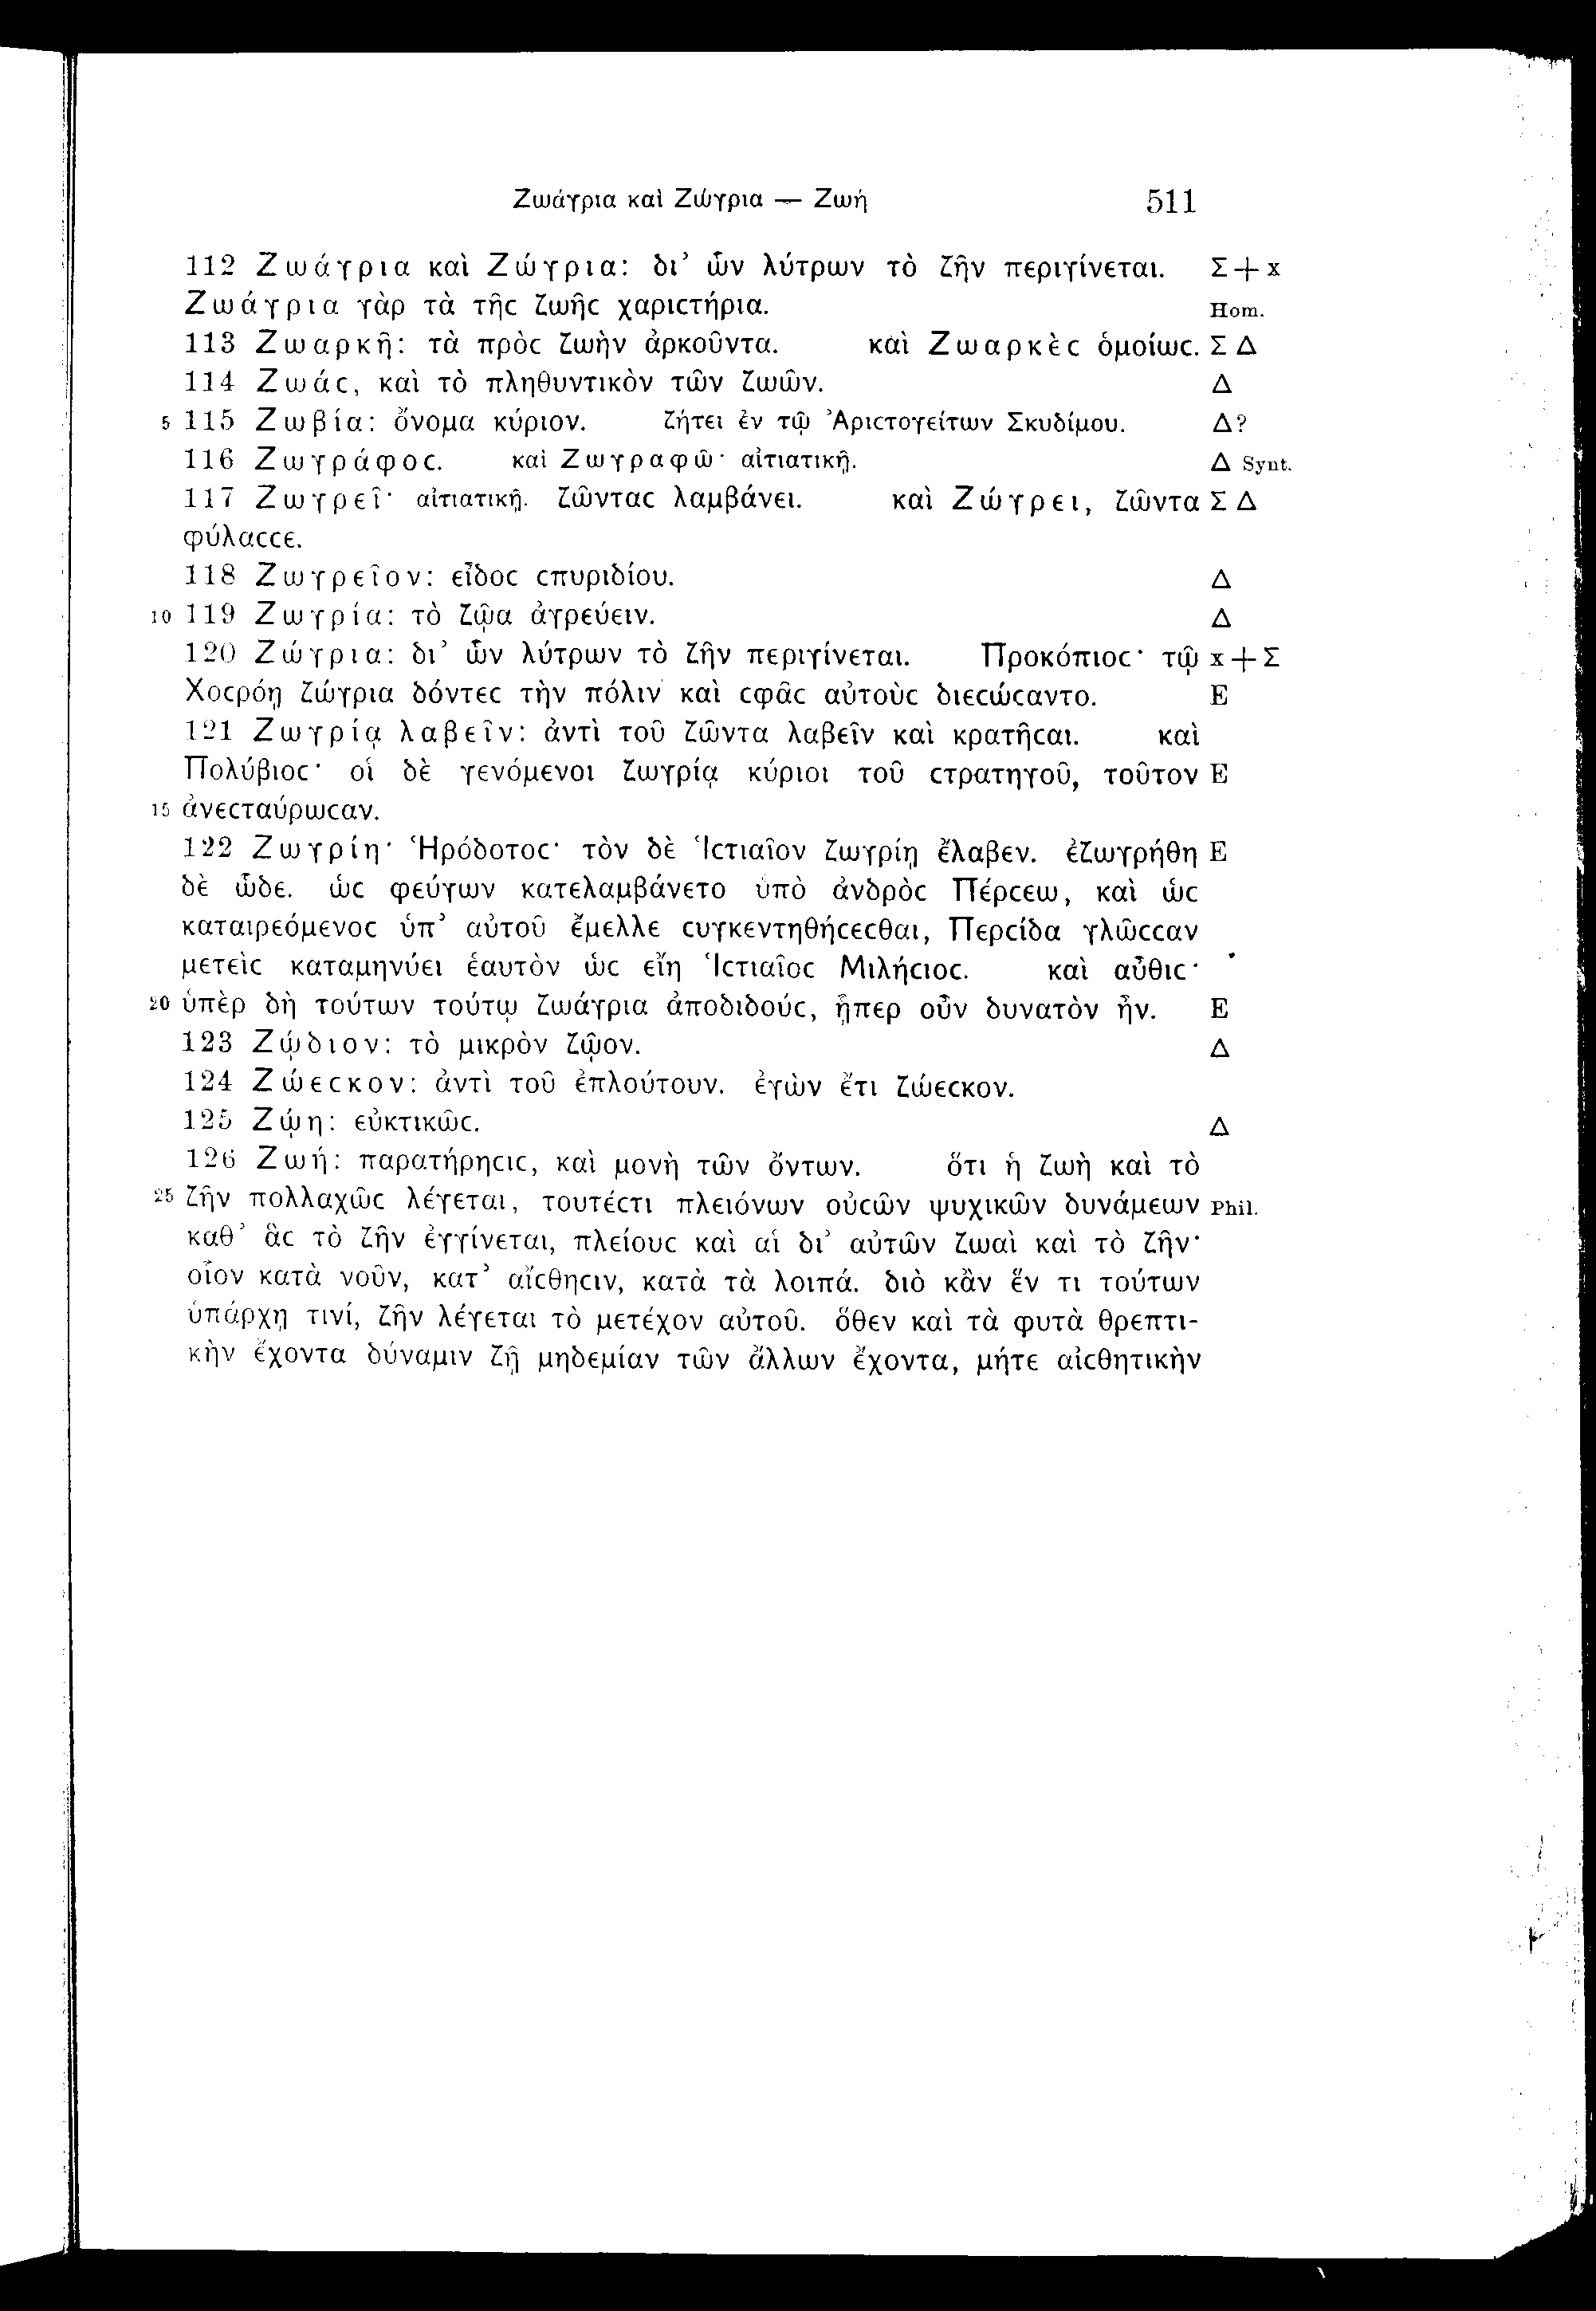 Ζωάγρια καὶ Ζώγρια — Ζωή 511
112 Ζωάγρια καὶ Ζώγρια: δι’ ὧν λύτρων τὸ ζῆν περιγίνεται. Σ+x
Ζωάγρια γὰρ τὰ τῆϲ ζωῆϲ χαριϲτήρια. Hom.
113 Ζωαρκῆ: τὰ πρὸϲ ζωὴν ἀρκοῦντα. καὶ Ζωαρκὲϲ ὁμοίωϲ. Σ Δ
114 Ζωάϲ, καὶ τὸ πληθυντικὸν τῶν ζωῶν. Δ
5 115 Ζωβία: ὄνομα κύριον. ζήτει ἐν τῷ Ἀριϲτογείτων Σκυδίμου. Δ?
116 Ζωγράφοϲ. καὶ Ζωγραφῶ· αἰτιατικῇ. Δ Synt.
117 Ζωγρεῖ· αἰτιατικῇ. ζῶνταϲ λαμβάνει. καὶ Ζώγρει, ζῶντα Σ Δ
φύλαϲϲε.
118 Ζωγρεῖον: εἶδοϲ ϲπυριδίου. Δ
10 119 Ζωγρία: τὸ ζῷα ἀγρεύειν. Δ
120 Ζώγρια: δι’ ὧν λύτρων τὸ ζῆν περιγίνεται. Προκόπιοϲ· τῷ x+Σ
Χοϲρόῃ ζώγρια δόντεϲ τὴν πόλιν καὶ ϲφᾶϲ αὐτοὺϲ διεϲώϲαντο. E
121 Ζωγρίᾳ λαβεῖν: ἀντὶ τοῦ ζῶντα λαβεῖν καὶ κρατῆϲαι. καὶ
Πολύβιοϲ· οἱ δὲ γενόμενοι ζωγρίᾳ κύριοι τοῦ ϲτρατηγοῦ, τοῦτον E
15 ἀνεϲταύρωϲαν.
122 Ζωγρίη· Ἡρόδοτοϲ· τὸν δὲ Ἱϲτιαῖον ζωγρίῃ ἔλαβεν. ἐζωγρήθη E
δὲ ὧδε. ὡϲ φεύγων κατελαμβάνετο ὑπὸ ἀνδρὸϲ Πέρϲεω, καὶ ὡϲ
καταιρεόμενοϲ ὑπ’ αὐτοῦ ἔμελλε ϲυγκεντηθήϲεϲθαι, Περϲίδα γλῶϲϲαν
μετεὶϲ καταμηνύει ἑαυτὸν ὡϲ εἴη Ἱϲτιαῖοϲ Μιλήϲιοϲ. καὶ αὖθιϲ·
20 ὑπὲρ δὴ τούτων τούτῳ ζωάγρια ἀποδιδούϲ, ᾗπερ οὖν δυνατὸν ἦν. E
123 Ζῴδιον: τὸ μικρὸν ζῷον. Δ
124 Ζώεϲκον: ἀντὶ τοῦ ἐπλούτουν. ἐγὼν ἔτι ζώεϲκον.
125 Ζῴη: εὐκτικῶϲ. Δ
126 Ζωή: παρατήρηϲιϲ, καὶ μονὴ τῶν ὄντων. ὅτι ἡ ζωὴ καὶ τὸ
25 ζῆν πολλαχῶϲ λέγεται, τουτέϲτι πλειόνων οὐϲῶν ψυχικῶν δυνάμεων Phil.
καθ’ ἃϲ τὸ ζῆν ἐγγίνεται, πλείουϲ καὶ αἱ δι’ αὐτῶν ζωαὶ καὶ τὸ ζῆν·
οἷον κατὰ νοῦν, κατ’ αἴϲθηϲιν, κατὰ τὰ λοιπά. διὸ κἂν ἕν τι τούτων
ὑπάρχῃ τινί, ζῆν λέγεται τὸ μετέχον αὐτοῦ. ὅθεν καὶ τὰ φυτὰ θρεπτι-
κὴν ἔχοντα δύναμιν ζῇ μηδεμίαν τῶν ἄλλων ἔχοντα, μήτε αἰϲθητικὴν